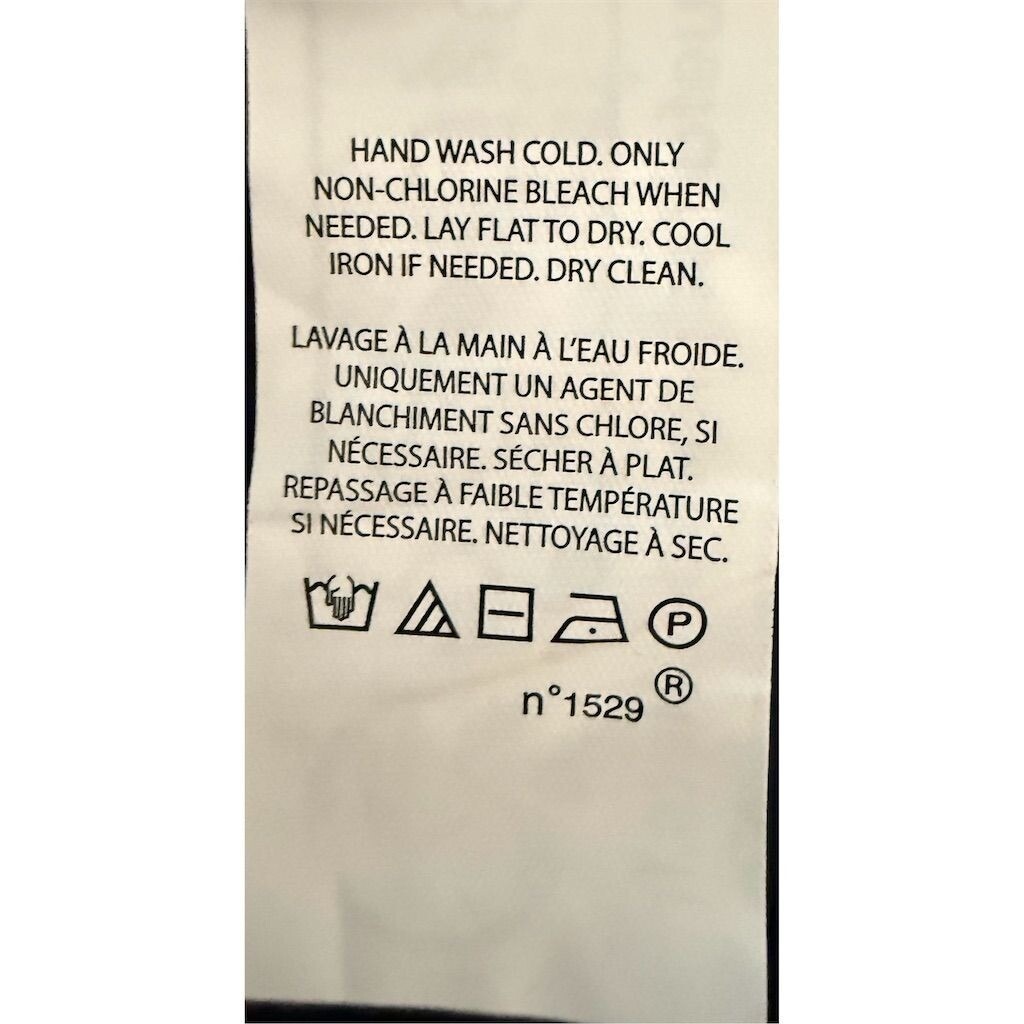 HAND WASH COLD. ONLY
NON-CHLORINE BLEACH WHEN
NEEDED. LAY FLAT TO DRY. COOL
IRON IF NEEDED. DRY CLEAN.
LAVAGE À LA MAIN À L'EAU FROIDE.
UNIQUEMENT UN AGENT DE
BLANCHIMENT SANS CHLORE, SI
NÉCESSAIRE. SÉCHER À PLAT.
REPASSAGE À FAIBLE TEMPÉRATURE
SI NÉCESSAIRE. NETTOYAGE À SEC.
P
n°1529 ®